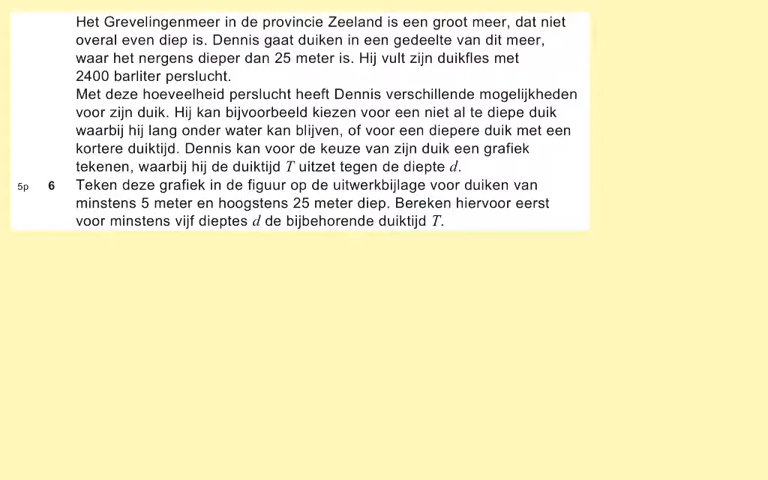 Het Grevelingenmeer in de provincie Zeeland is een groot meer, dat niet
overal even diep is. Dennis gaat duiken in een gedeelte van dit meer,
waar het nergens dieper dan 25 meter is. Hij vult zijn duikfles met
2400 barliter perslucht.
Met deze hoeveelheid perslucht heeft Dennis verschillende mogelijkheden
voor zijn duik. Hij kan bijvoorbeeld kiezen voor een niet al te diepe duik
waarbij hij lang onder water kan blijven, of voor een diepere duik met een
kortere duiktijd. Dennis kan voor de keuze van zijn duik een grafiek
tekenen, waarbij hij de duiktijd T uitzet tegen de diepte d.
5p 6 Teken deze grafiek in de figuur op de uitwerkbijlage voor duiken van
minstens 5 meter en hoogstens 25 meter diep. Bereken hiervoor eerst
voor minstens vijf dieptes d de bijbehorende duiktijd T.